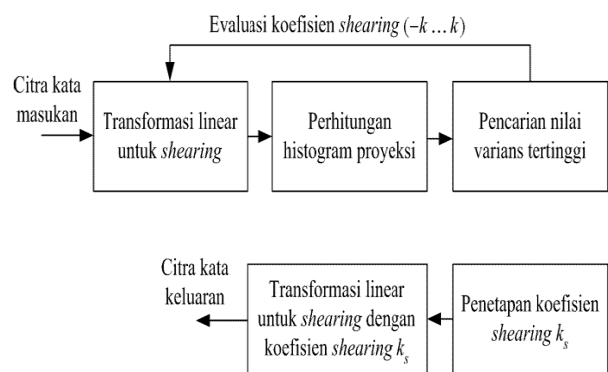 Evaluasi koefisien shearing (−k ... k)
Citra kata
masukan
Transformasi linear
untuk shearing
Perhitungan
histogram proyeksi
Pencarian nilai
varians tertinggi
Citra kata
keluaran
Transformasi linear
untuk shearing dengan
koefisien shearing kₛ
Penetapan koefisien
shearing kₛ